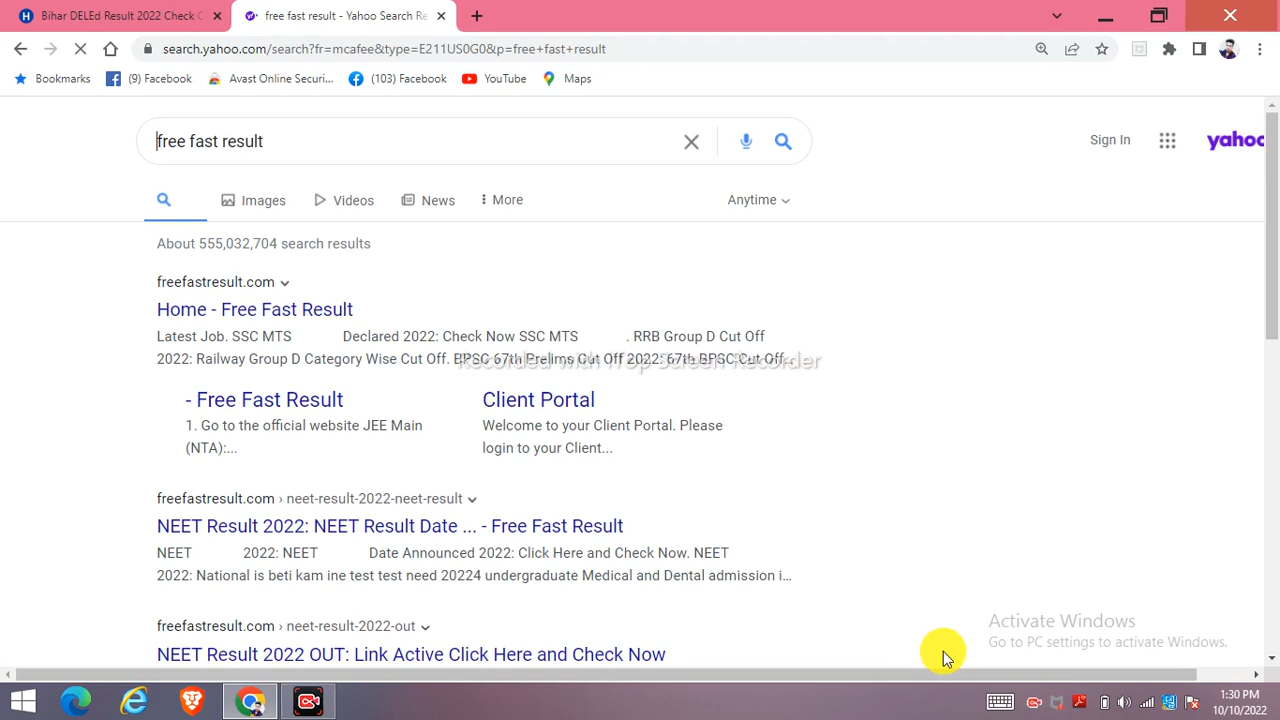 Bihar DELEd Result 2022 Check
free fast result - Yahoo Search Re
search.yahoo.com/search?fr=mcafee&type=E211US0G0&p=free+fast+result
Bookmarks
(9) Facebook
Avast Online Securi...
(103) Facebook
YouTube
Maps
free fast result
Sign In
yahoo
Images
Videos
News
More
Anytime
About 555,032,704 search results
freefastresult.com
Home - Free Fast Result
Latest Job. SSC MTS Declared 2022: Check Now SSC MTS . RRB Group D Cut Off
2022: Railway Group D Category Wise Cut Off. BPSC 67th Prelims Cut Off 2022: 67th BPSC Cut Off...
Recorded with iTop Screen Recorder
- Free Fast Result
Client Portal
1. Go to the official website JEE Main
(NTA):...
Welcome to your Client Portal. Please
login to your Client...
freefastresult.com › neet-result-2022-neet-result
NEET Result 2022: NEET Result Date ... - Free Fast Result
NEET 2022: NEET Date Announced 2022: Click Here and Check Now. NEET
2022: National is beti kam ine test test need 20224 undergraduate Medical and Dental admission i...
freefastresult.com › neet-result-2022-out
NEET Result 2022 OUT: Link Active Click Here and Check Now
Activate Windows
Go to PC settings to activate Windows.
1:30 PM
10/10/2022